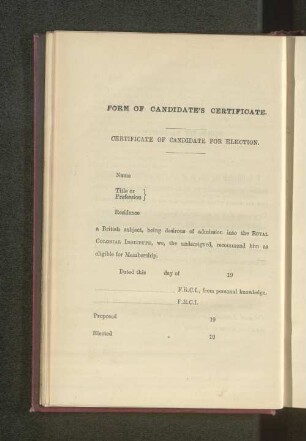 FORM OF CANDIDATE'S CERTIFICATE.
CERTIFICATE OF CANDIDATE FOR ELECTION.
Name
Title or
Profession }
Residence
a British subject, being desirous of admission into the ROYAL
COLONIAL INSTITUTE, we, the undersigned, recommend him as
eligible for Membership.
Dated this day of 19
F.R.C.I., from personal knowledge.
F.R.C.I.
Proposed 19
Elected 19